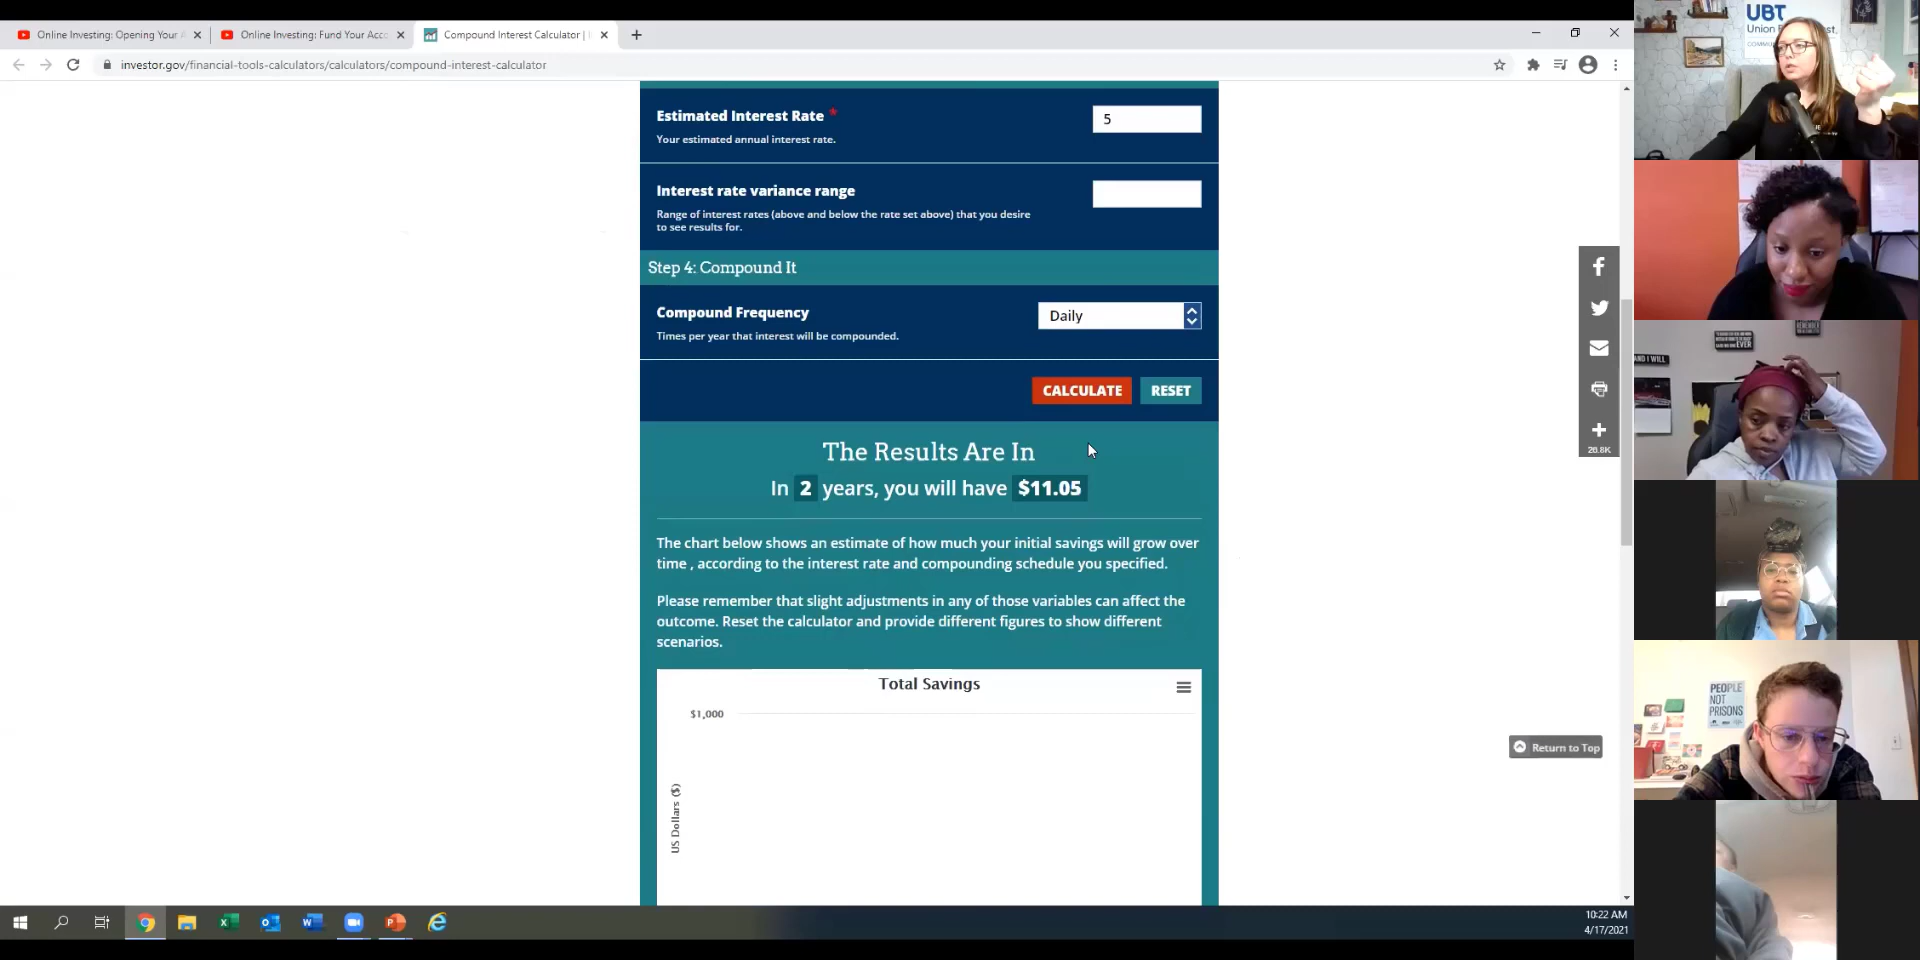 Online Investing: Opening Your A
Online Investing: Fund Your Acco
Compound Interest Calculator |
investor.gov/financial-tools-calculators/calculators/compound-interest-calculator
Estimated Interest Rate *
5
Your estimated annual interest rate.
Interest rate variance range
Range of interest rates (above and below the rate set above) that you desire
to see results for.
Step 4: Compound It
Compound Frequency
Daily
Times per year that interest will be compounded.
CALCULATE
RESET
The Results Are In
In 2 years, you will have $11.05
The chart below shows an estimate of how much your initial savings will grow over
time , according to the interest rate and compounding schedule you specified.
Please remember that slight adjustments in any of those variables can affect the
outcome. Reset the calculator and provide different figures to show different
scenarios.
Total Savings
$1,000
US Dollars ($)
26.8K
Return to Top
10:22 AM
4/17/2021
UBT
Union
EVER
AND I WILL
PEOPLE
NOT
PRISONS